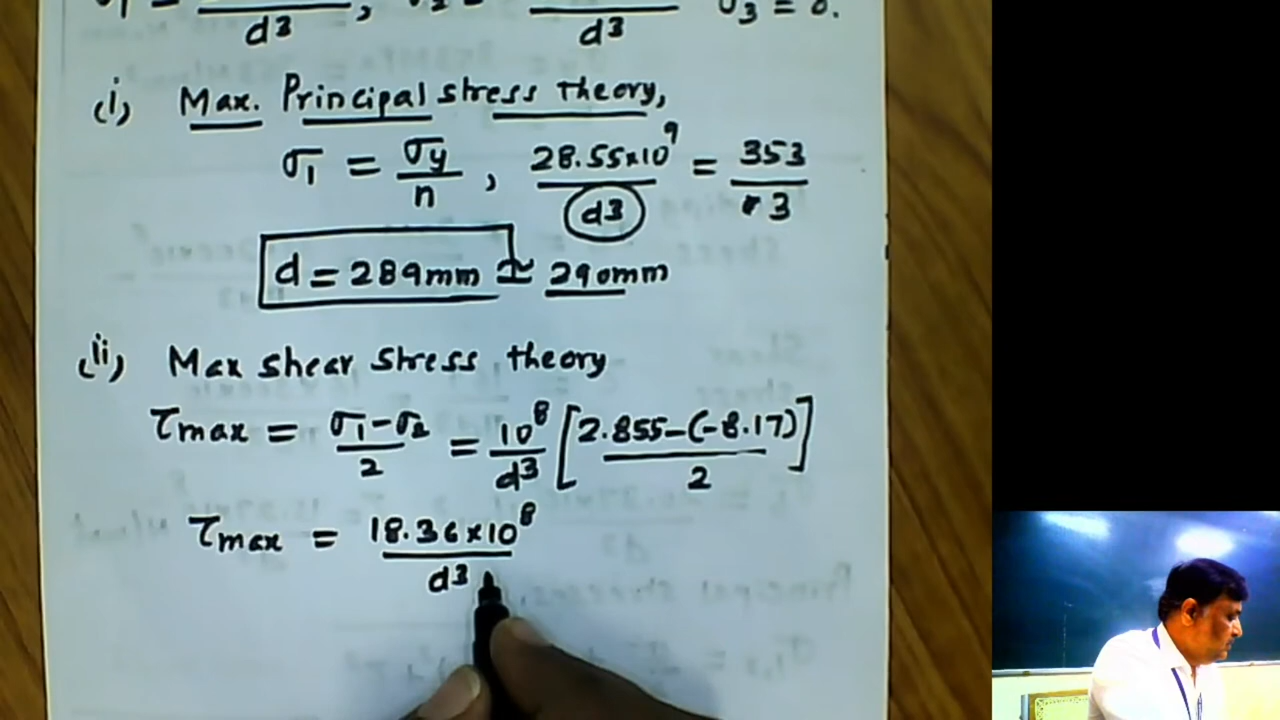 d³, d³ σ₃ = 0.
(i) Max. Principal stress theory,
σ₁ = σy/n, 28.55×10⁹/d³ = 353/3
d = 289mm ≃ 290mm
(ii) Max shear stress theory
τmax = σ₁-σ₂/2 = 10⁸/d³ [2.855-(-8.17)/2]
τmax = 18.36×10⁸/d³